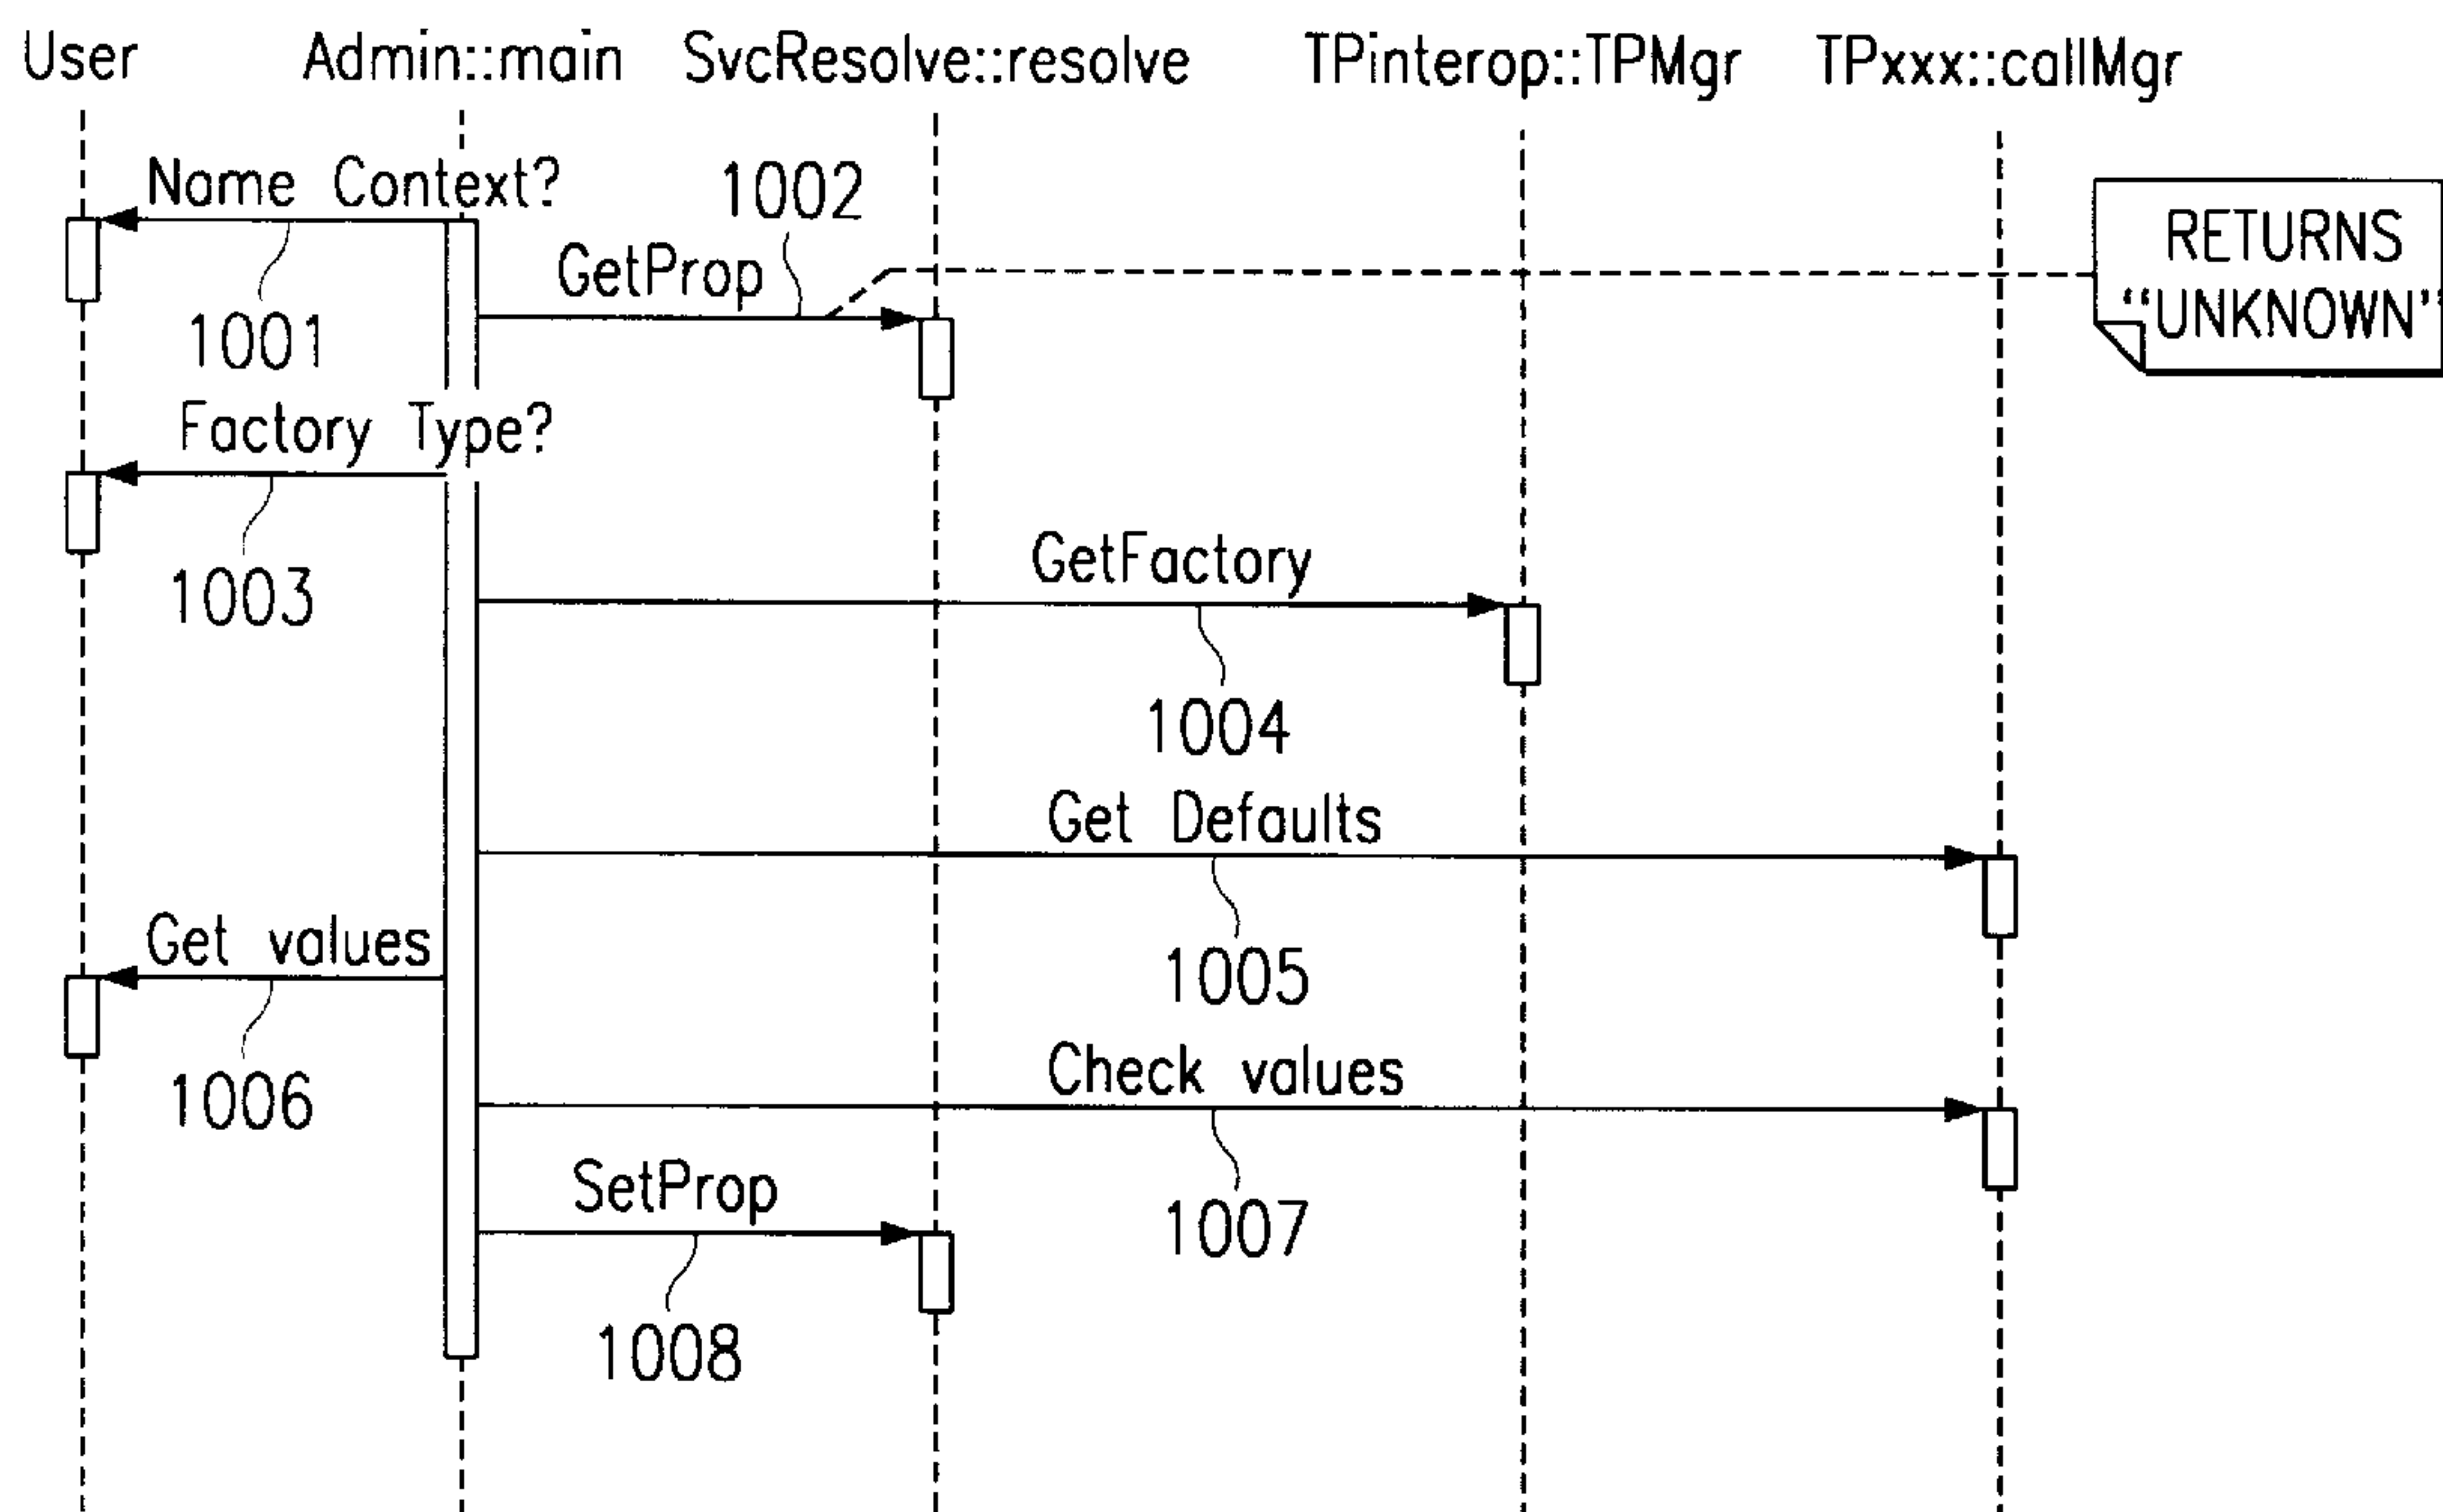 User Admin::main SvcResolve::resolve TPinterop::TPMgr TPxxx::callMgr
Name Context?
1002
RETURNS
“UNKNOWN”
GetProp
1001
Factory Type?
1003
GetFactory
1004
Get Defaults
1005
Get values
1006
Check values
1007
SetProp
1008